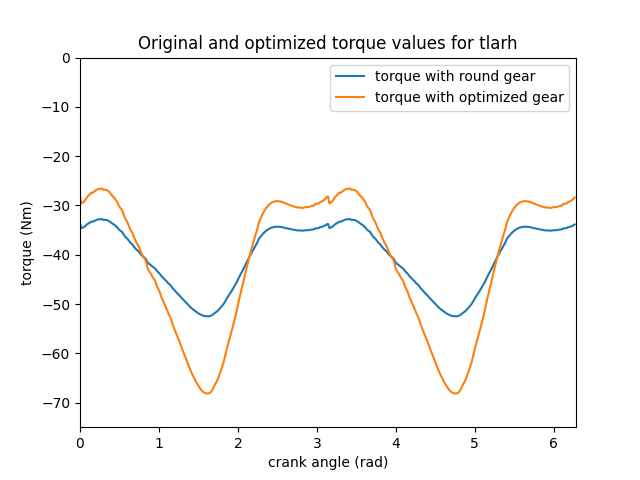 Original and optimized torque values for tlarh
torque with round gear
torque with optimized gear
torque (Nm)
0
−10
−20
−30
−40
−50
−60
−70
0 1 2 3 4 5 6
crank angle (rad)